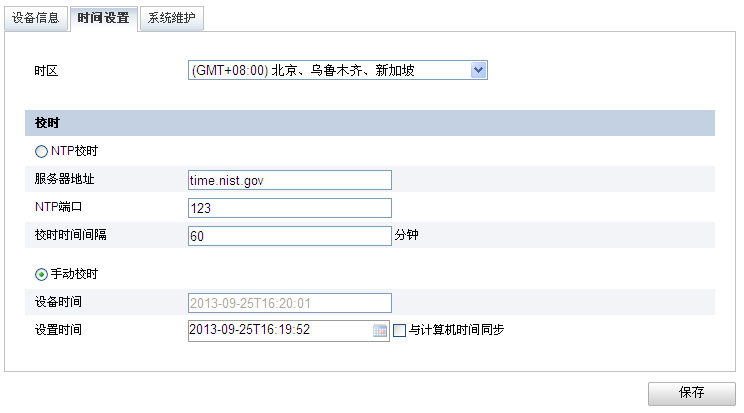 设备信息 时间设置 系统维护
时区 (GMT+08:00) 北京、乌鲁木齐、新加坡
校时
NTP校时
服务器地址 time.nist.gov
NTP端口 123
校时时间间隔 60 分钟
手动校时
设备时间 2013-09-25T16:20:01
设置时间 2013-09-25T16:19:52 与计算机时间同步
保存